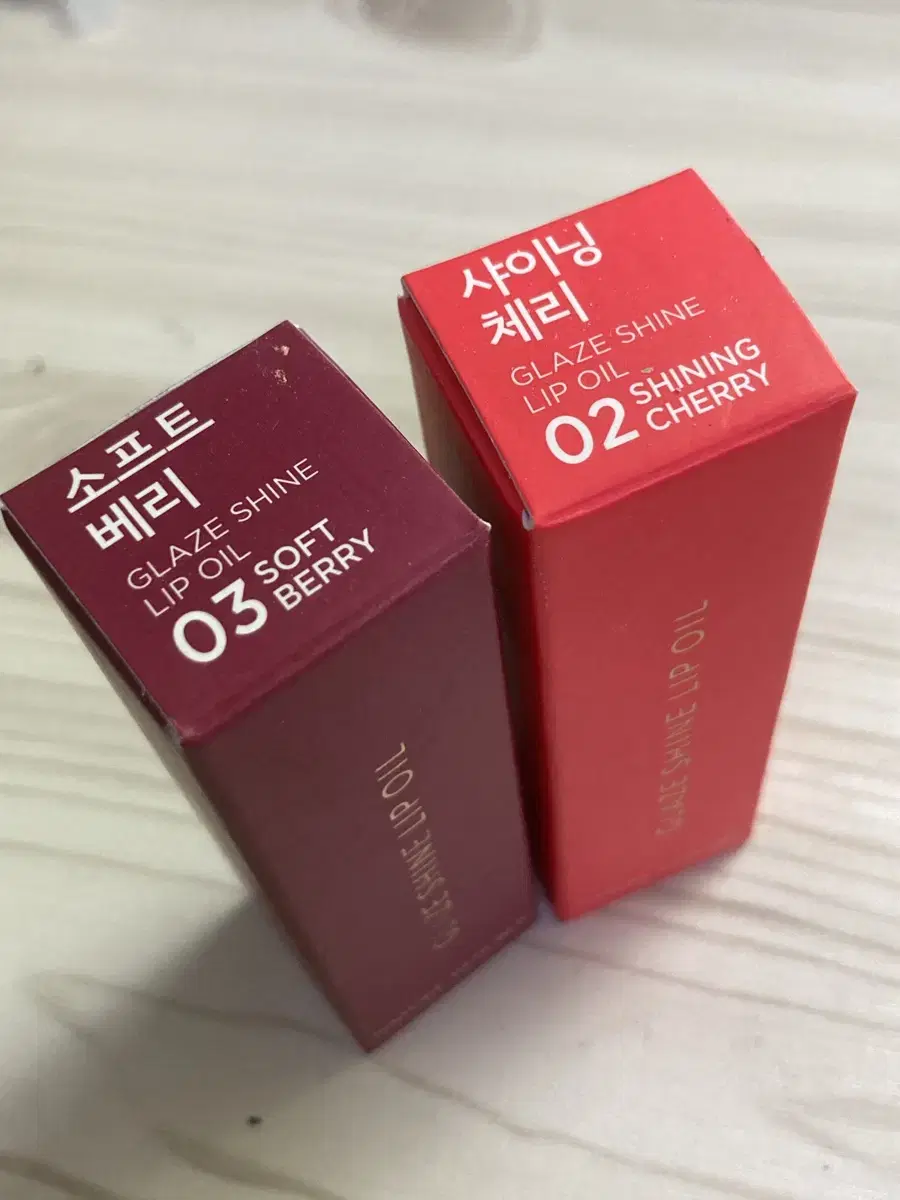 소프트
베리
GLAZE SHINE
LIP OIL
03 SOFT
BERRY
GLAZE SHINE LIP OIL
샤이닝
체리
GLAZE SHINE
LIP OIL
02 SHINING
CHERRY
GLAZE SHINE LIP OIL